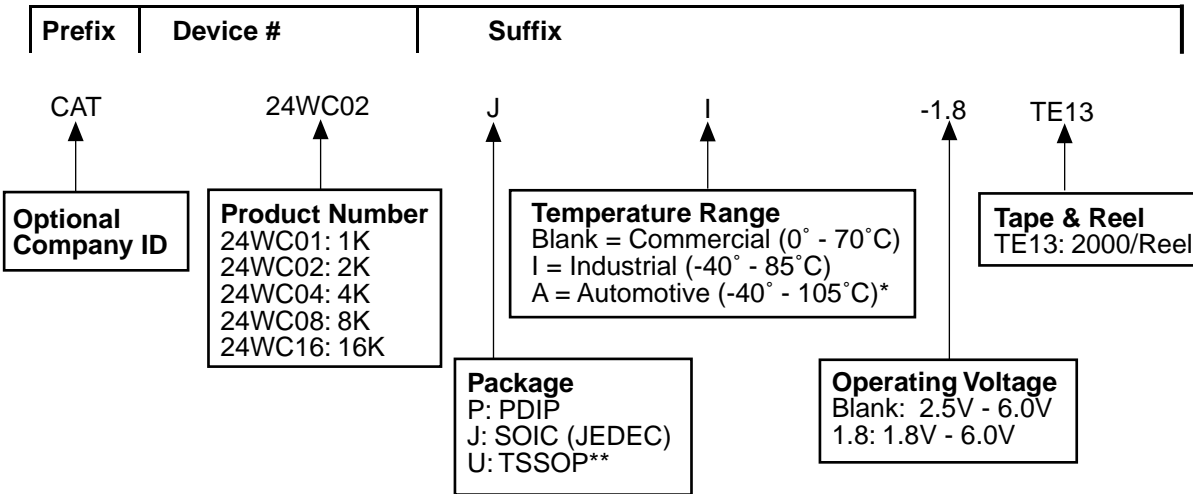 Prefix Device # Suffix
CAT 24WC02 J I -1.8 TE13
Optional
Company ID
Product Number
24WC01: 1K
24WC02: 2K
24WC04: 4K
24WC08: 8K
24WC16: 16K
Temperature Range
Blank = Commercial (0˚ - 70˚C)
I = Industrial (-40˚ - 85˚C)
A = Automotive (-40˚ - 105˚C)*
Tape & Reel
TE13: 2000/Reel
Package
P: PDIP
J: SOIC (JEDEC)
U: TSSOP**
Operating Voltage
Blank: 2.5V - 6.0V
1.8: 1.8V - 6.0V